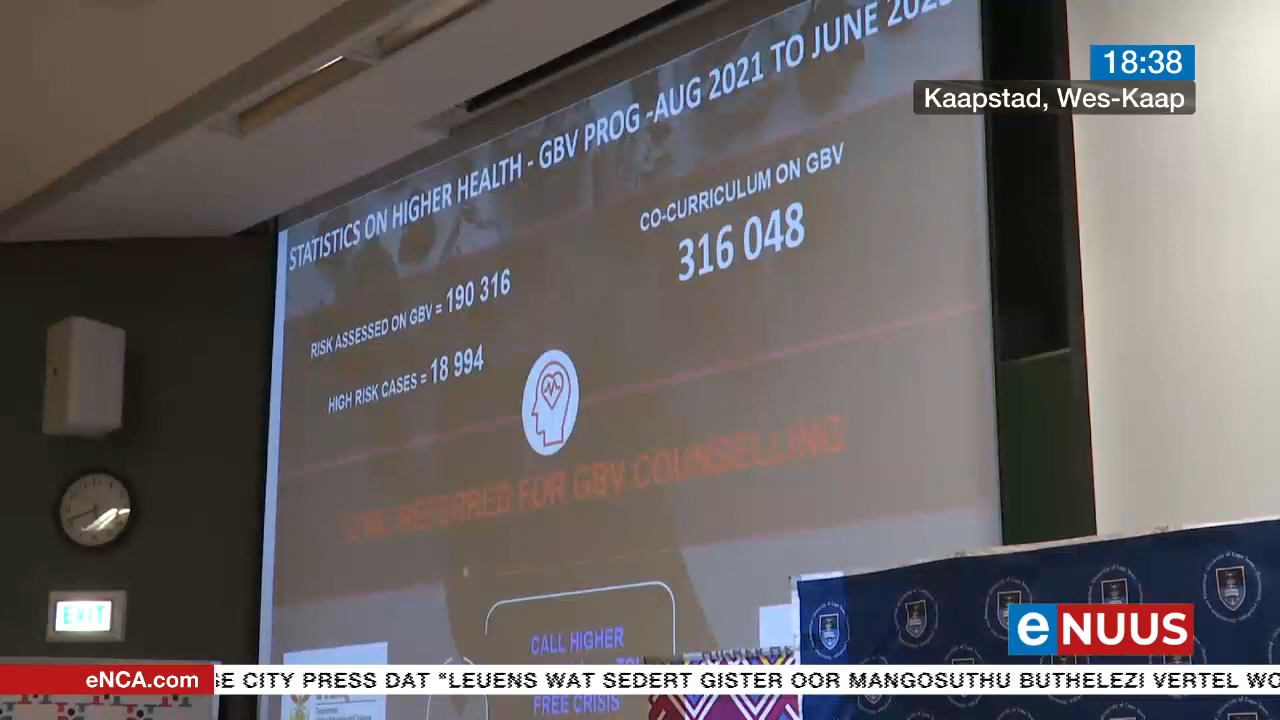 18:38
Kaapstad, Wes-Kaap
STATISTICS ON HIGHER HEALTH - GBV PROG -AUG 2021 TO JUNE
CO-CURRICULUM ON GBV
316 048
RISK ASSESSED ON GBV = 190 316
HIGH RISK CASES = 18 994
REFERRED FOR GBV COUNSELLING
EXIT
CALL HIGHER
FREE CRISIS
e NUUS
eNCA.com
CITY PRESS DAT "LEUENS WAT SEDERT GISTER OOR MANGOSUTHU BUTHELEZI VERTEL